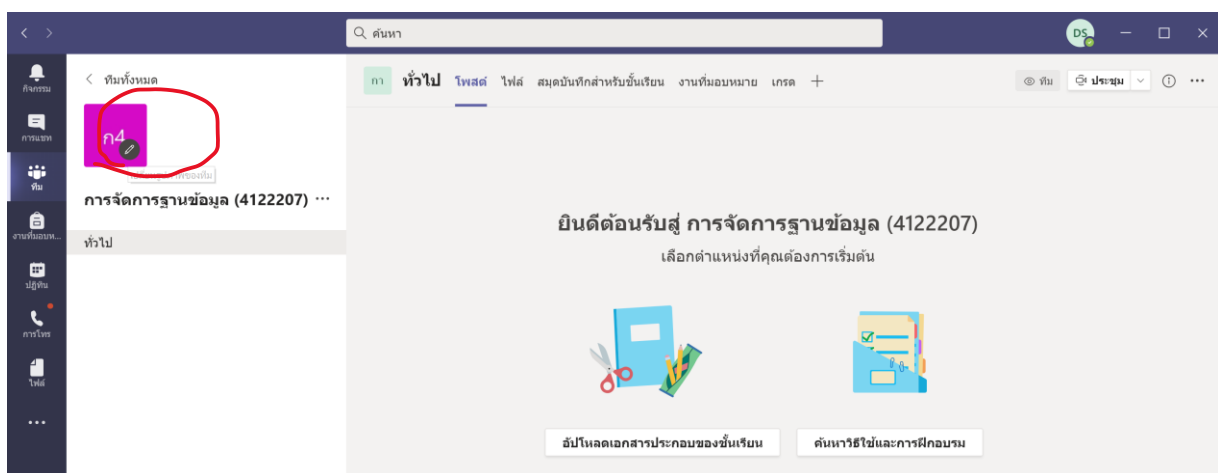 ค้นหา
DS
กิจกรรม
การแชท
ทีม
งานที่มอบห...
ปฏิทิน
การโทร
ไฟล์
ทีมทั้งหมด
ก4
การจัดการฐานข้อมูล (4122207) ...
ทั่วไป
กา ทั่วไป โพสต์ ไฟล์ สมุดบันทึกสำหรับชั้นเรียน งานที่มอบหมาย เกรด
ทีม ประชุม
ยินดีต้อนรับสู่ การจัดการฐานข้อมูล (4122207)
เลือกตำแหน่งที่คุณต้องการเริ่มต้น
อัปโหลดเอกสารประกอบของชั้นเรียน ค้นหาวิธีใช้และการฝึกอบรม